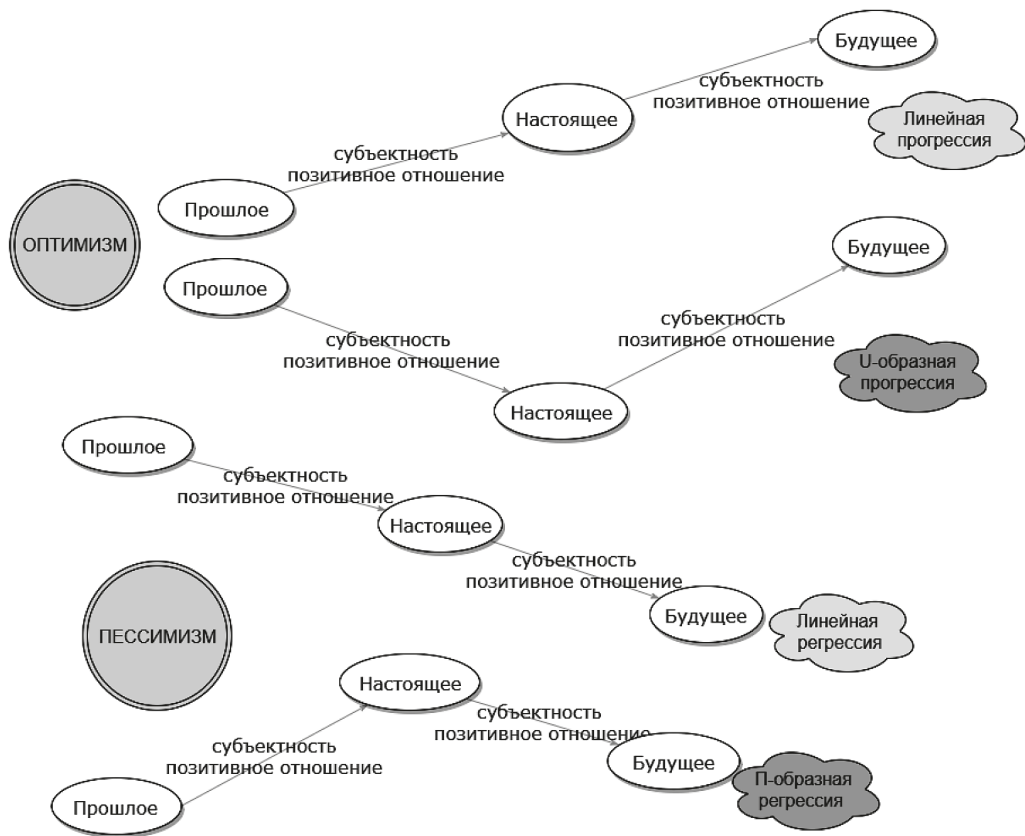 Будущее
субъектность
позитивное отношение
Настоящее
Линейная
прогрессия
субъектность
позитивное отношение
Прошлое
ОПТИМИЗМ
Будущее
Прошлое
субъектность
позитивное отношение
субъектность
позитивное отношение
U-образная
прогрессия
Настоящее
Прошлое
субъектность
позитивное отношение
Настоящее
субъектность
позитивное отношение
Будущее
Линейная
регрессия
ПЕССИМИЗМ
Настоящее
субъектность
позитивное отношение
субъектность
позитивное отношение
Будущее
П-образная
регрессия
Прошлое